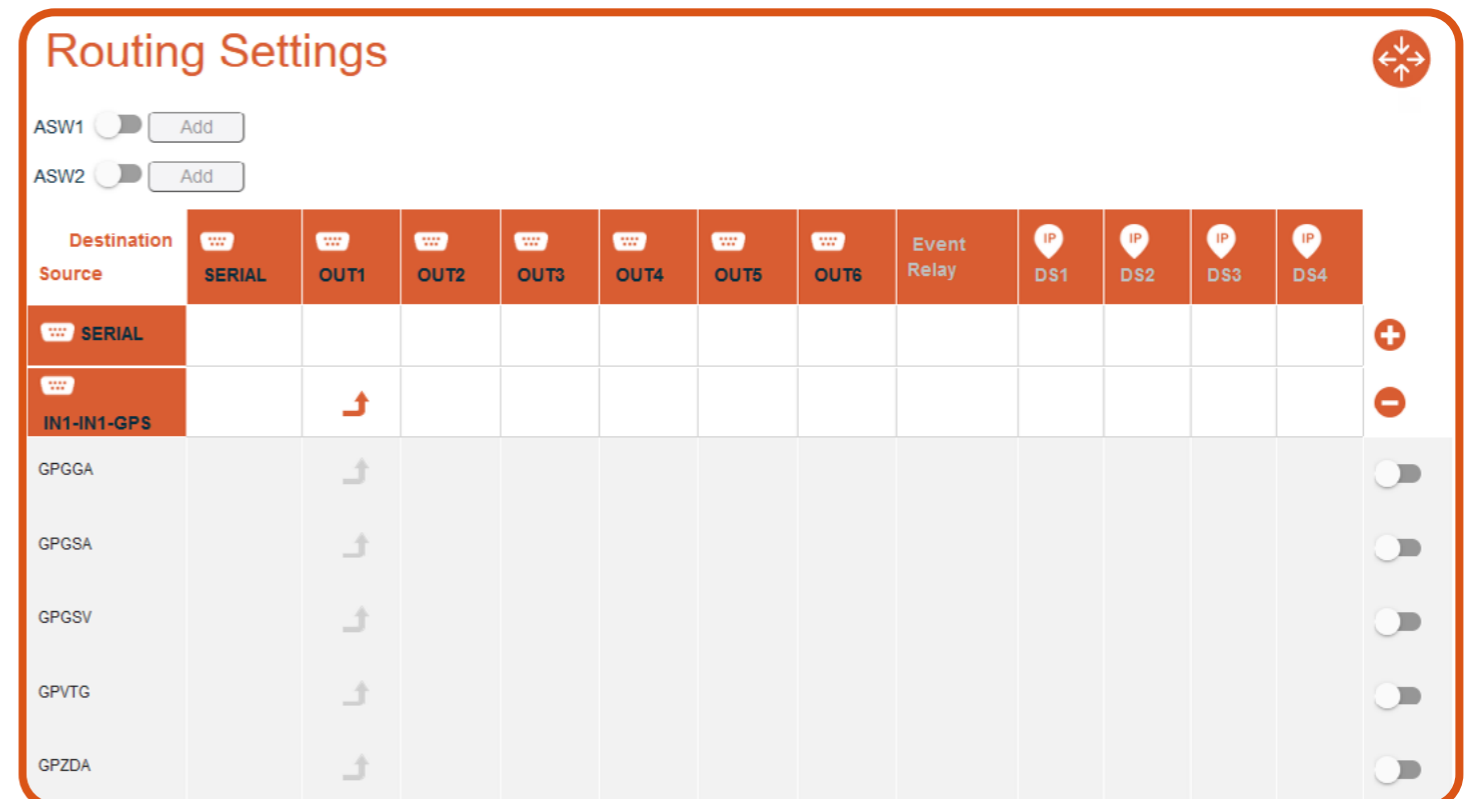 Routing Settings
ASW1 Add
ASW2 Add
Destination
Source
SERIAL
OUT1
OUT2
OUT3
OUT4
OUT5
OUT6
Event
Relay
IP
DS1
IP
DS2
IP
DS3
IP
DS4
SERIAL
IN1-IN1-GPS
GPGGA
GPGSA
GPGSV
GPVTG
GPZDA